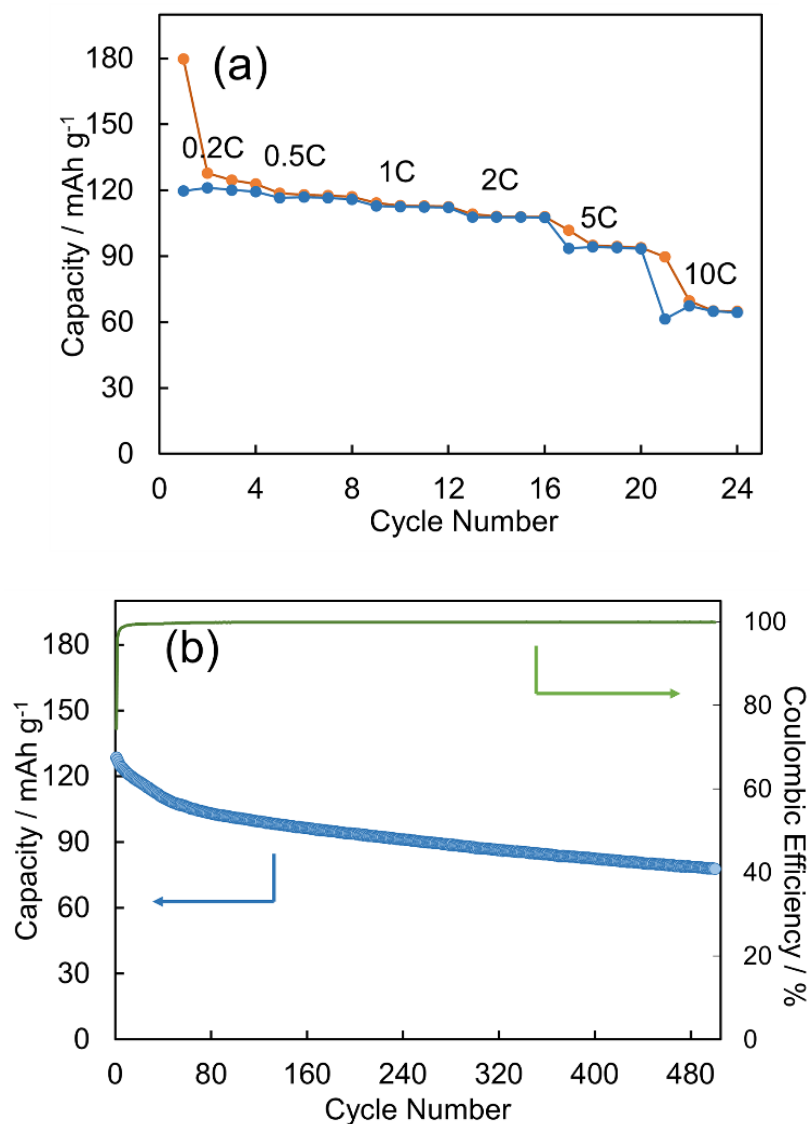 (a)
180
150
120
90
60
30
0
Capacity / mAh g⁻¹
0.2C
0.5C
1C
2C
5C
10C
0 4 8 12 16 20 24
Cycle Number
(b)
180
150
120
90
60
30
0
Capacity / mAh g⁻¹
100
80
60
40
20
0
Coulombic Efficiency / %
0 80 160 240 320 400 480
Cycle Number